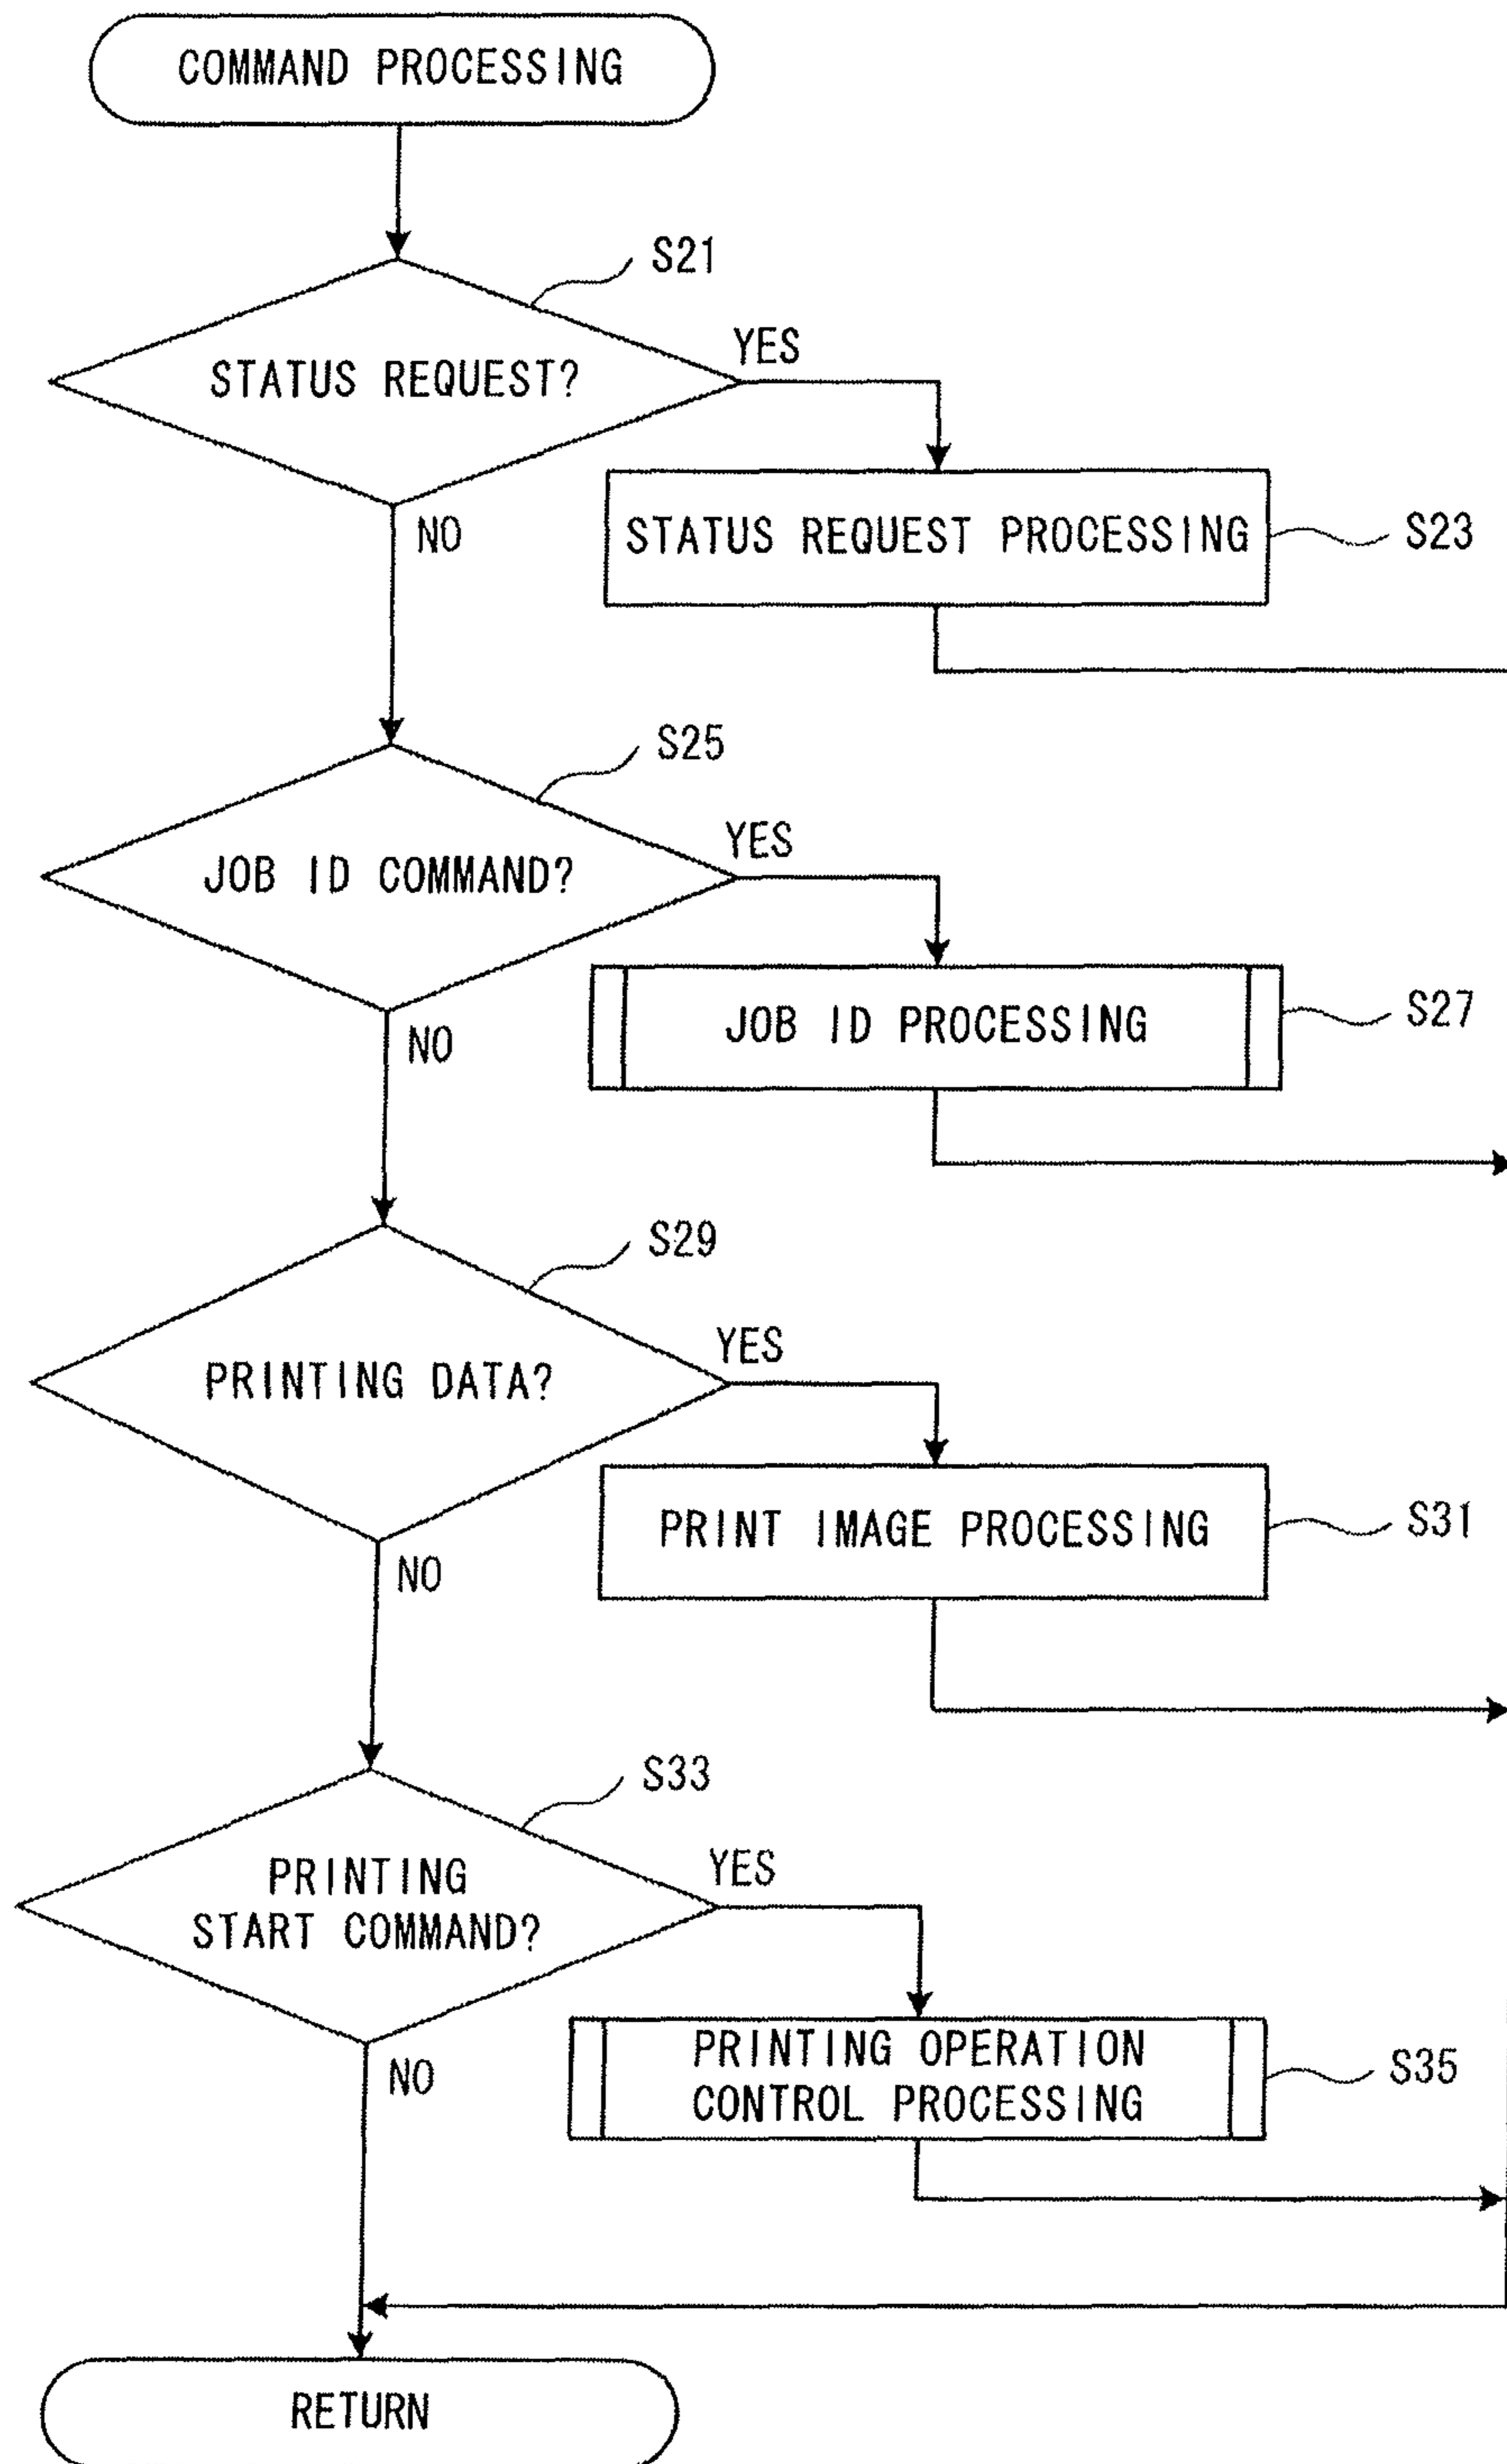 COMMAND PROCESSING
S21
STATUS REQUEST?
YES
NO
STATUS REQUEST PROCESSING
S23
S25
JOB ID COMMAND?
YES
NO
JOB ID PROCESSING
S27
S29
PRINTING DATA?
YES
NO
PRINT IMAGE PROCESSING
S31
S33
PRINTING
START COMMAND?
YES
NO
PRINTING OPERATION
CONTROL PROCESSING
S35
RETURN